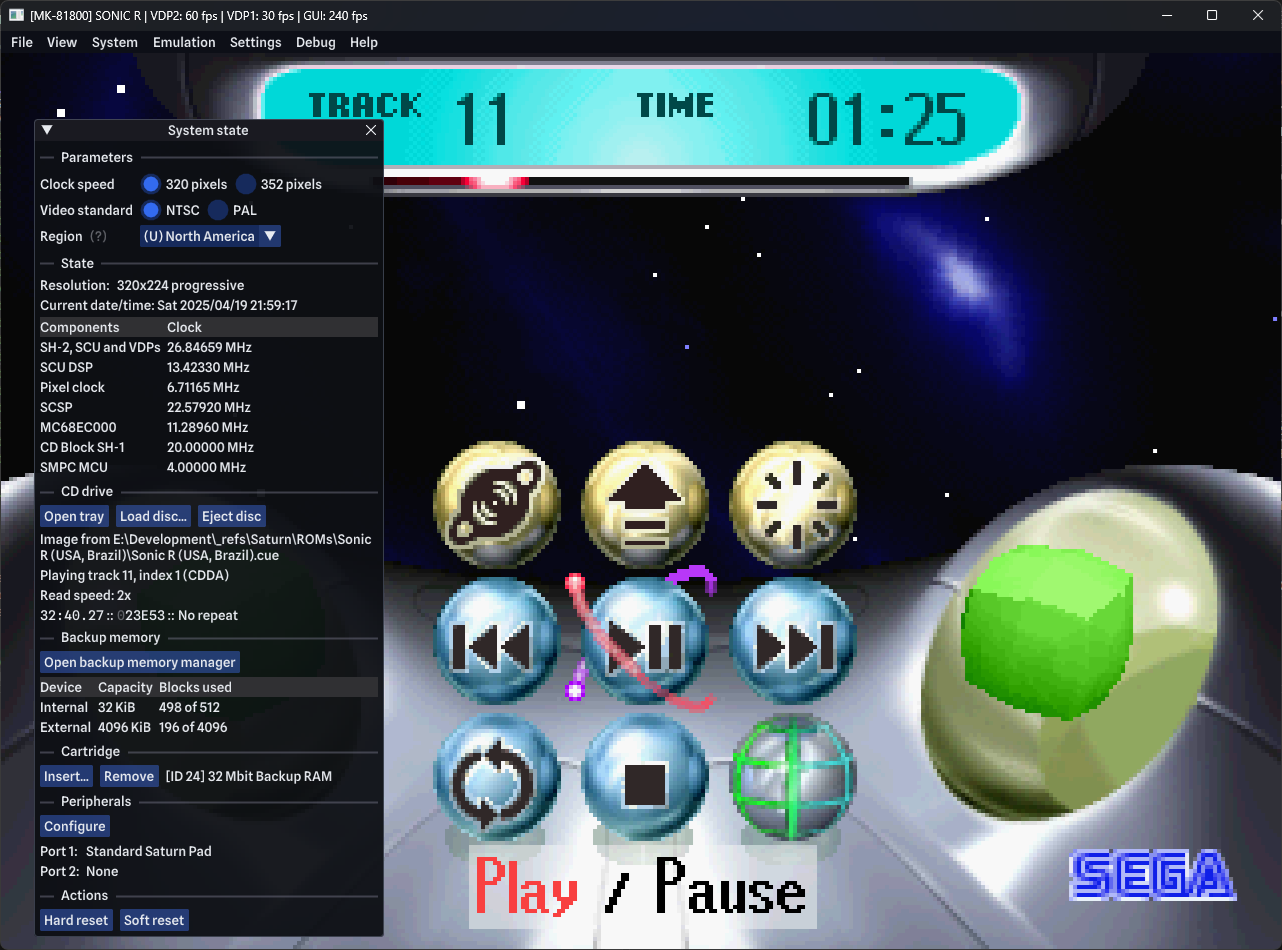 [MK-81800] SONIC R | VDP2: 60 fps | VDP1: 30 fps | GUI: 240 fps
File View System Emulation Settings Debug Help
TRACK 11 TIME 01:25
System state
Parameters
Clock speed 320 pixels 352 pixels
Video standard NTSC PAL
Region (?) (U) North America
State
Resolution: 320x224 progressive
Current date/time: Sat 2025/04/19 21:59:17
Components Clock
SH-2, SCU and VDPs 26.84659 MHz
SCU DSP 13.42330 MHz
Pixel clock 6.71165 MHz
SCSP 22.57920 MHz
MC68EC000 11.28960 MHz
CD Block SH-1 20.00000 MHz
SMPC MCU 4.00000 MHz
CD drive
Open tray Load disc... Eject disc
Image from E:\Development\_refs\Saturn\ROMs\Sonic
R (USA, Brazil)\Sonic R (USA, Brazil).cue
Playing track 11, index 1 (CDDA)
Read speed: 2x
32:40.27 :: 023E53 :: No repeat
Backup memory
Open backup memory manager
Device Capacity Blocks used
Internal 32 KiB 498 of 512
External 4096 KiB 196 of 4096
Cartridge
Insert... Remove [ID 24] 32 Mbit Backup RAM
Peripherals
Configure
Port 1: Standard Saturn Pad
Port 2: None
Actions
Hard reset Soft reset
Play / Pause
SEGA